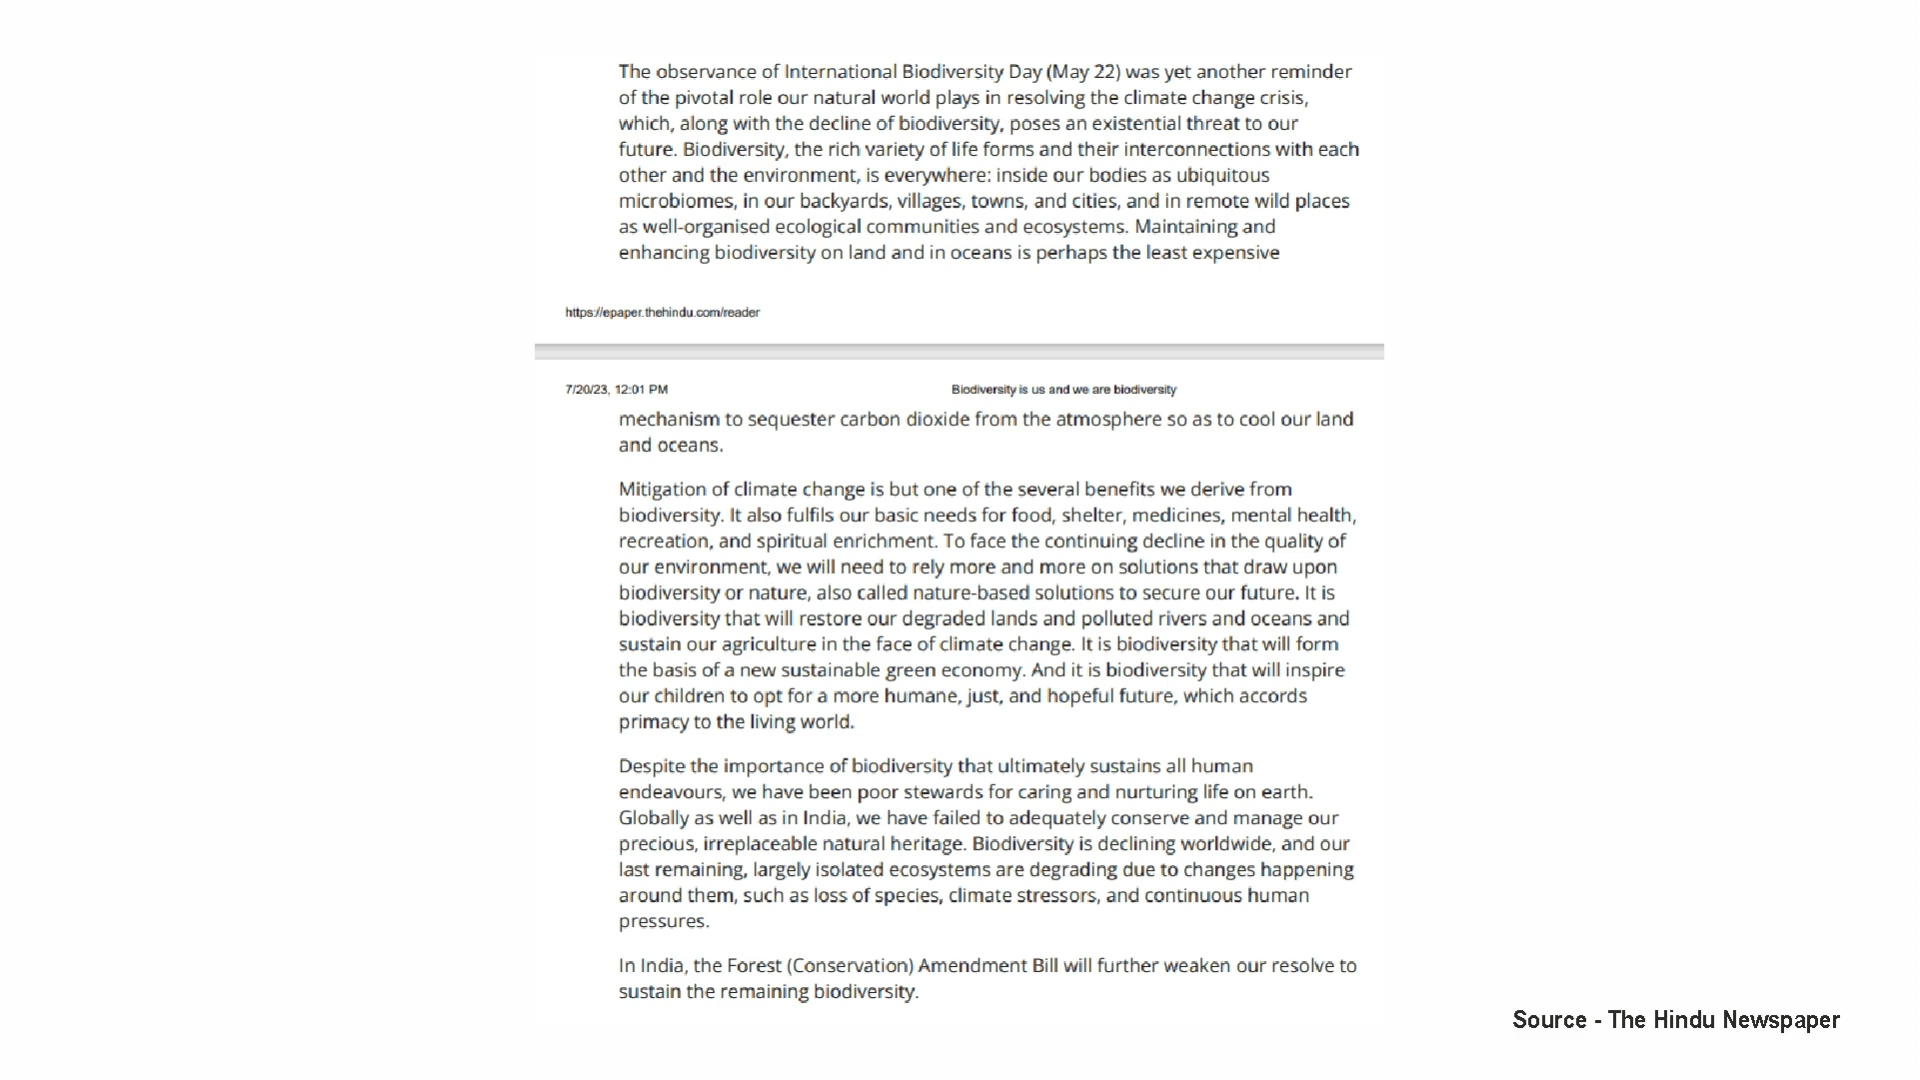 The observance of International Biodiversity Day (May 22) was yet another reminder
of the pivotal role our natural world plays in resolving the climate change crisis,
which, along with the decline of biodiversity, poses an existential threat to our
future. Biodiversity, the rich variety of life forms and their interconnections with each
other and the environment, is everywhere: inside our bodies as ubiquitous
microbiomes, in our backyards, villages, towns, and cities, and in remote wild places
as well-organised ecological communities and ecosystems. Maintaining and
enhancing biodiversity on land and in oceans is perhaps the least expensive
https://epaper.thehindu.com/reader
7/20/23, 12:01 PM Biodiversity is us and we are biodiversity
mechanism to sequester carbon dioxide from the atmosphere so as to cool our land
and oceans.
Mitigation of climate change is but one of the several benefits we derive from
biodiversity. It also fulfils our basic needs for food, shelter, medicines, mental health,
recreation, and spiritual enrichment. To face the continuing decline in the quality of
our environment, we will need to rely more and more on solutions that draw upon
biodiversity or nature, also called nature-based solutions to secure our future. It is
biodiversity that will restore our degraded lands and polluted rivers and oceans and
sustain our agriculture in the face of climate change. It is biodiversity that will form
the basis of a new sustainable green economy. And it is biodiversity that will inspire
our children to opt for a more humane, just, and hopeful future, which accords
primacy to the living world.
Despite the importance of biodiversity that ultimately sustains all human
endeavours, we have been poor stewards for caring and nurturing life on earth.
Globally as well as in India, we have failed to adequately conserve and manage our
precious, irreplaceable natural heritage. Biodiversity is declining worldwide, and our
last remaining, largely isolated ecosystems are degrading due to changes happening
around them, such as loss of species, climate stressors, and continuous human
pressures.
In India, the Forest (Conservation) Amendment Bill will further weaken our resolve to
sustain the remaining biodiversity.
Source - The Hindu Newspaper